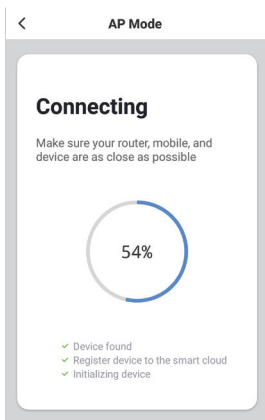 AP Mode
Connecting
Make sure your router, mobile, and
device are as close as possible
54%
Device found
Register device to the smart cloud
Initializing device